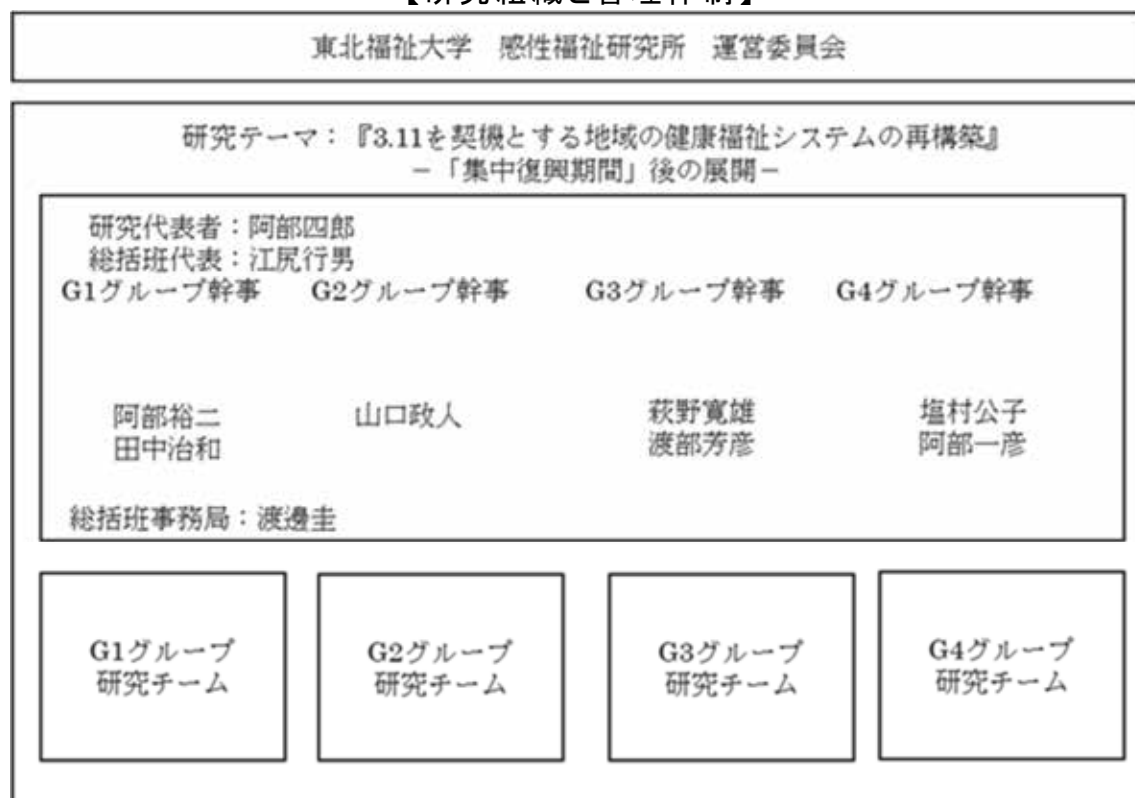 【研究組織と管理体制】
東北福祉大学 感性福祉研究所 運営委員会
研究テーマ：『3.11を契機とする地域の健康福祉システムの再構築』
－「集中復興期間」後の展開－
研究代表者：阿部四郎
総括班代表：江尻行男
G1グループ幹事 G2グループ幹事 G3グループ幹事 G4グループ幹事
阿部裕二 山口政人 萩野寛雄 塩村公子
田中治和 渡部芳彦 阿部一彦
総括班事務局：渡邊圭
G1グループ G2グループ G3グループ G4グループ
研究チーム 研究チーム 研究チーム 研究チーム